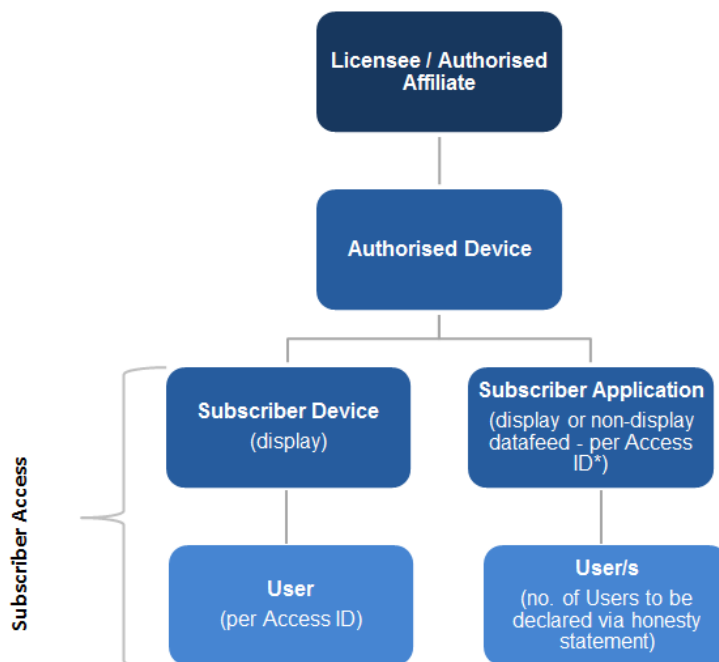 Licensee / Authorised
Affiliate
Authorised Device
Subscriber Device
(display)
Subscriber Application
(display or non-display
datafeed - per Access
ID*)
Subscriber Access
User
(per Access ID)
User/s
(no. of Users to be
declared via honesty
statement)